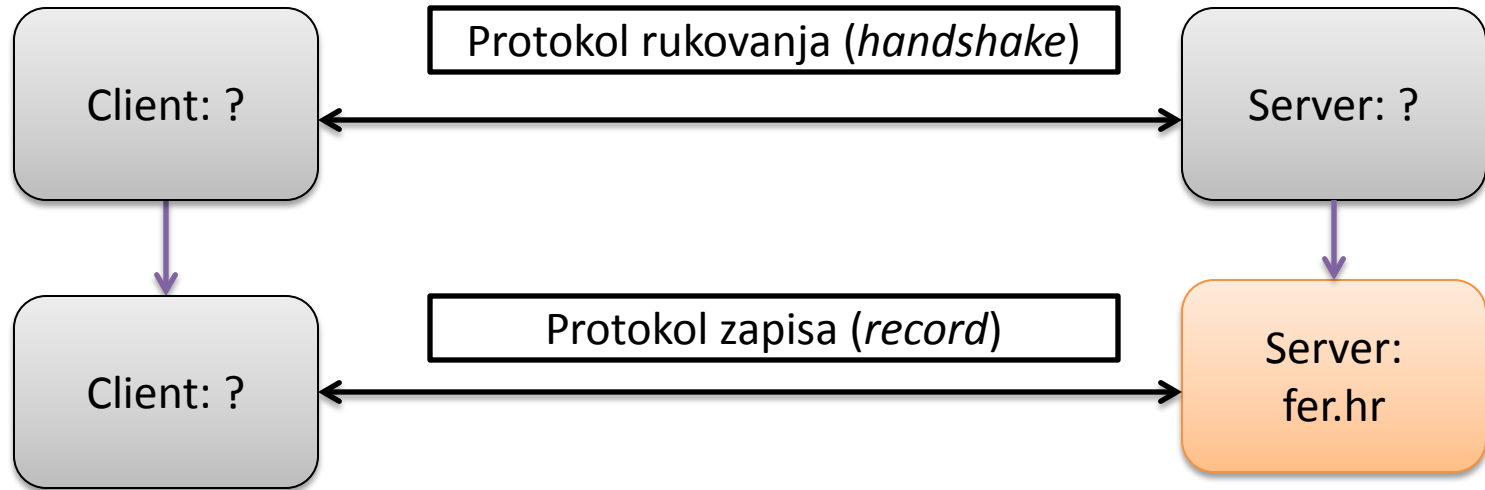 Protokol rukovanja (handshake)
Client: ?
Server: ?
Protokol zapisa (record)
Client: ?
Server:
fer.hr